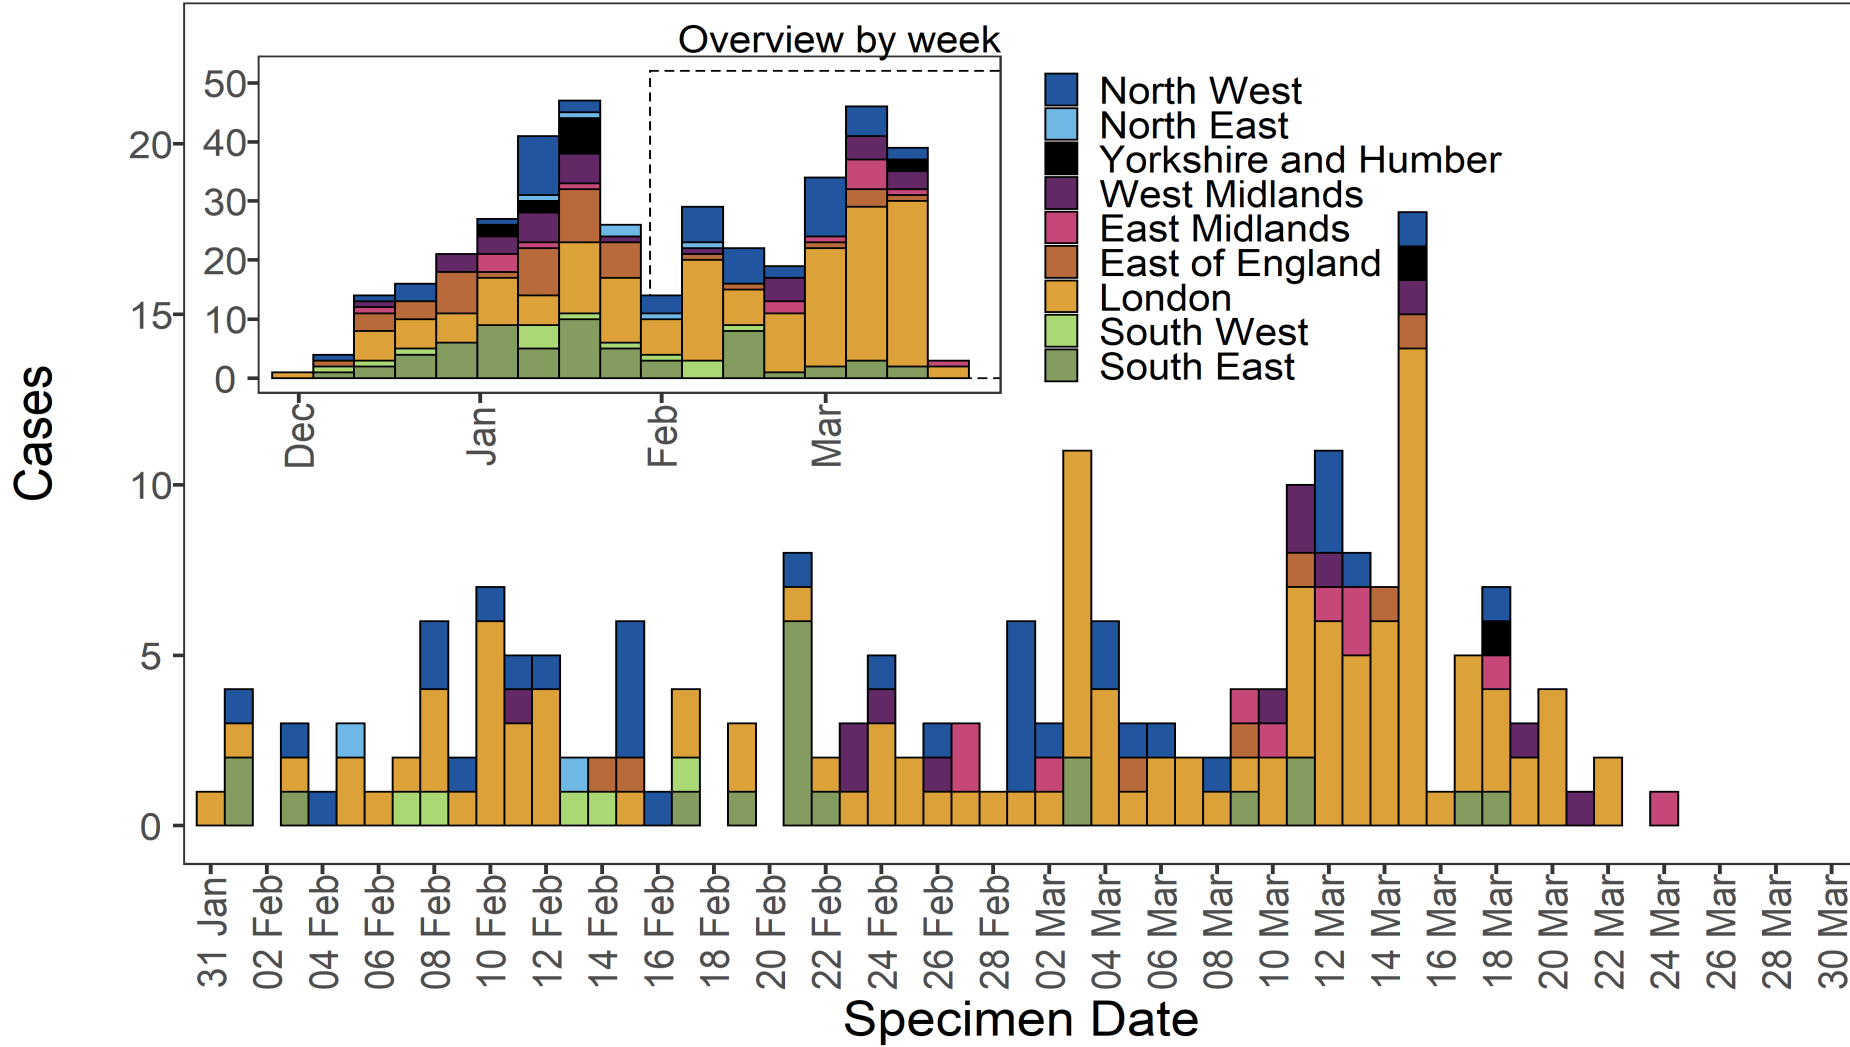 Overview by week
50
40
30
20
10
0
Dec
Jan
Feb
Mar
North West
North East
Yorkshire and Humber
West Midlands
East Midlands
East of England
London
South West
South East
Cases
20
15
10
5
0
31 Jan
02 Feb
04 Feb
06 Feb
08 Feb
10 Feb
12 Feb
14 Feb
16 Feb
18 Feb
20 Feb
22 Feb
24 Feb
26 Feb
28 Feb
02 Mar
04 Mar
06 Mar
08 Mar
10 Mar
12 Mar
14 Mar
16 Mar
18 Mar
20 Mar
22 Mar
24 Mar
26 Mar
28 Mar
30 Mar
Specimen Date